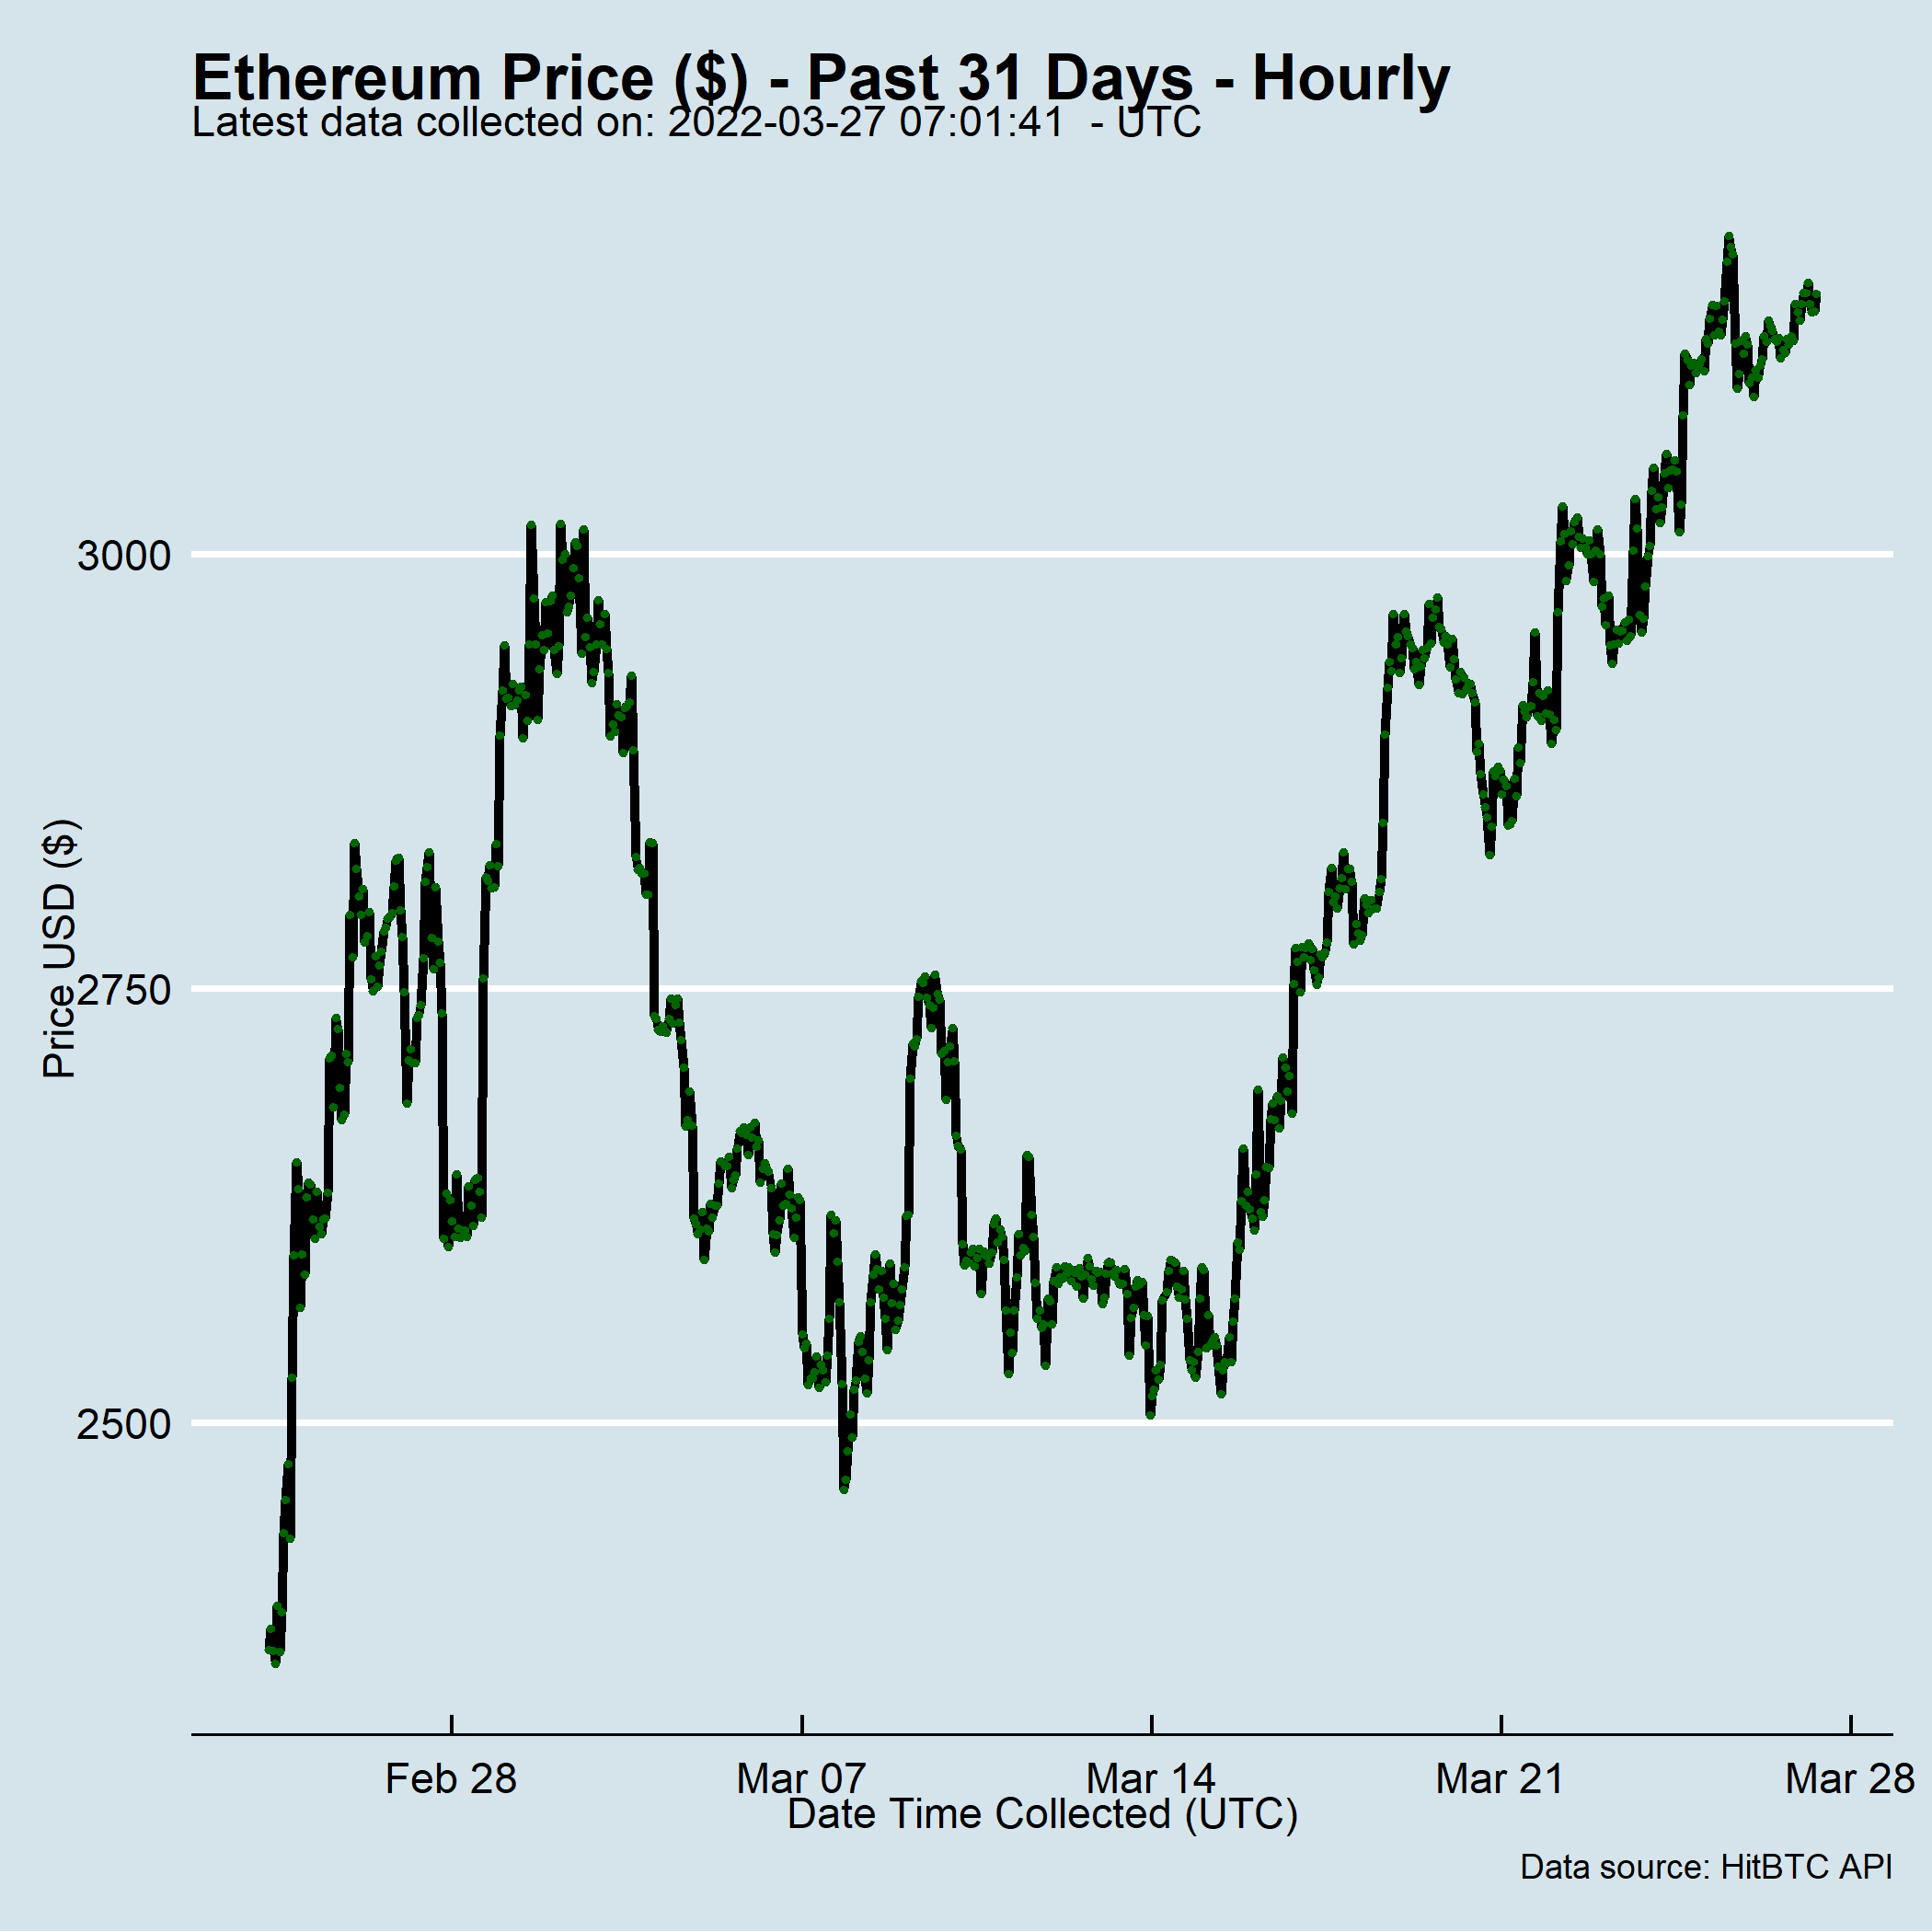 Ethereum Price ($) - Past 31 Days - Hourly
Latest data collected on: 2022-03-27 07:01:41  - UTC
Price USD ($)
3000
2750
2500
Feb 28
Mar 07
Mar 14
Mar 21
Mar 28
Date Time Collected (UTC)
Data source: HitBTC API